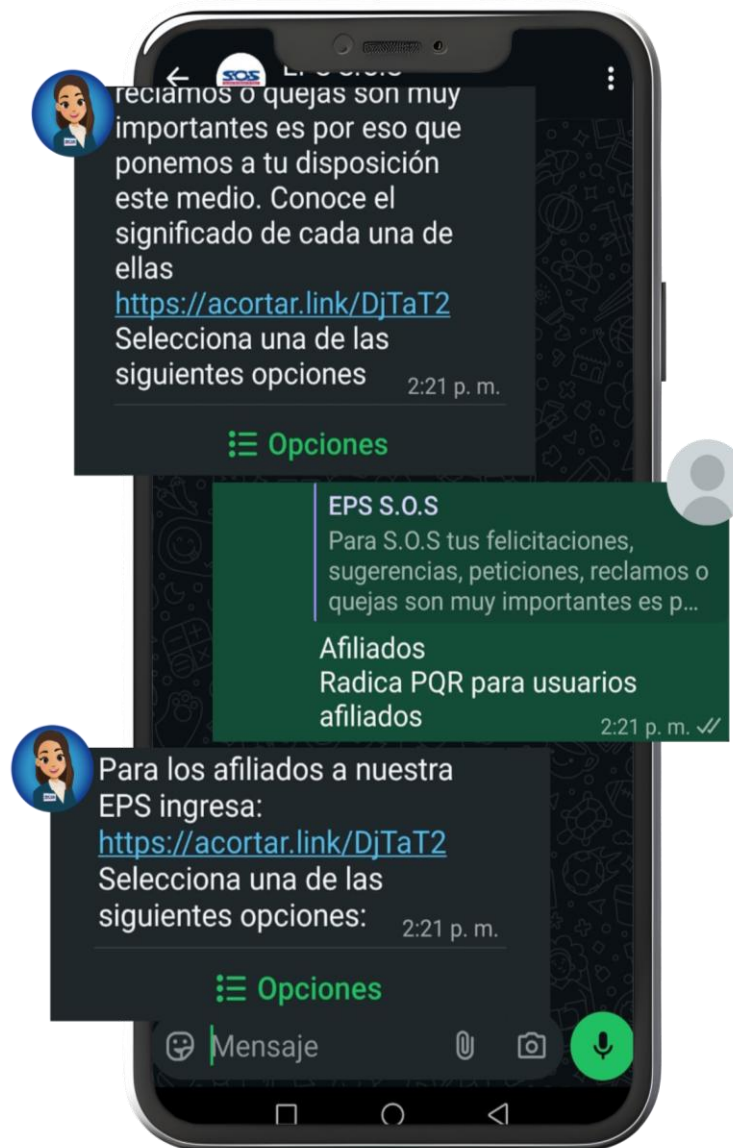 SOS
EPS S.O.S
reclamos o quejas son muy
importantes es por eso que
ponemos a tu disposición
este medio. Conoce el
significado de cada una de
ellas
https://acortar.link/DjTaT2
Selecciona una de las
siguientes opciones
2:21 p. m.
Opciones
EPS S.O.S
Para S.O.S tus felicitaciones,
sugerencias, peticiones, reclamos o
quejas son muy importantes es p...
Afiliados
Radica PQR para usuarios
afiliados
2:21 p. m.
Para los afiliados a nuestra
EPS ingresa:
https://acortar.link/DjTaT2
Selecciona una de las
siguientes opciones:
2:21 p. m.
Opciones
Mensaje